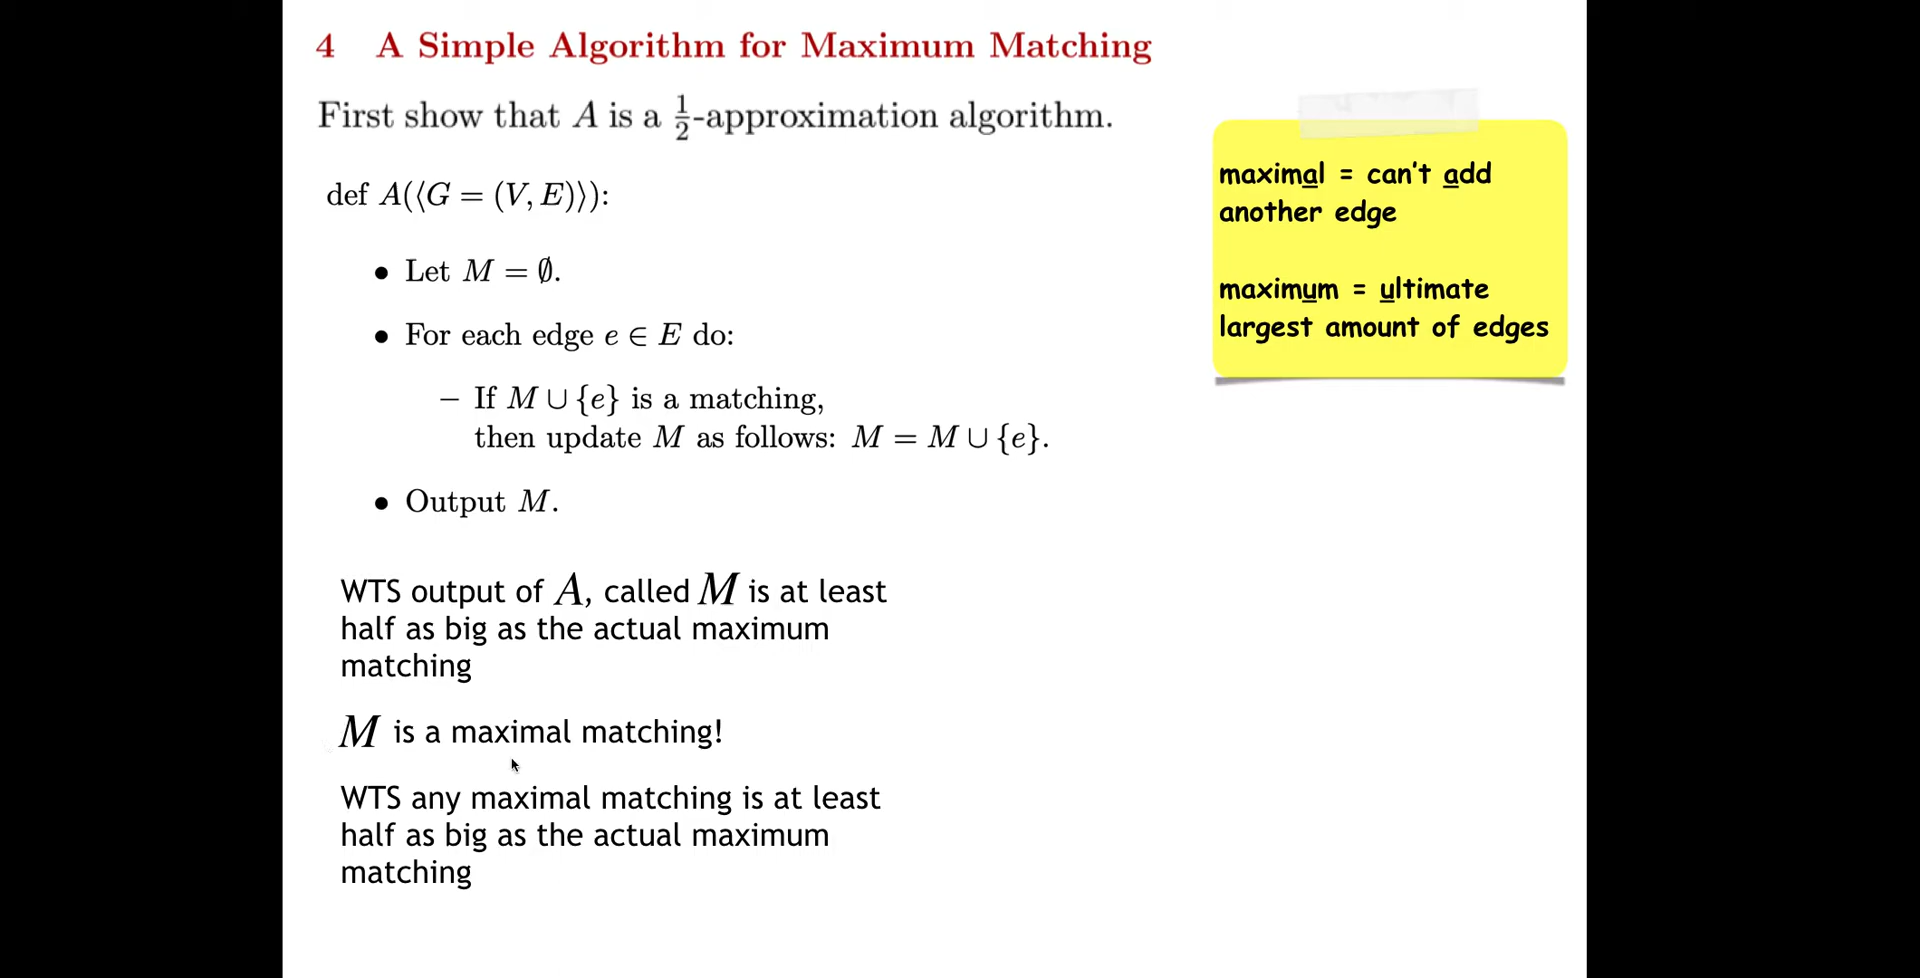 4 A Simple Algorithm for Maximum Matching
First show that A is a 1/2-approximation algorithm.
def A(⟨G = (V, E)⟩):
• Let M = ∅.
• For each edge e ∈ E do:
– If M ∪ {e} is a matching,
then update M as follows: M = M ∪ {e}.
• Output M.
WTS output of A, called M is at least
half as big as the actual maximum
matching
M is a maximal matching!
WTS any maximal matching is at least
half as big as the actual maximum
matching
maximal = can't add
another edge
maximum = ultimate
largest amount of edges